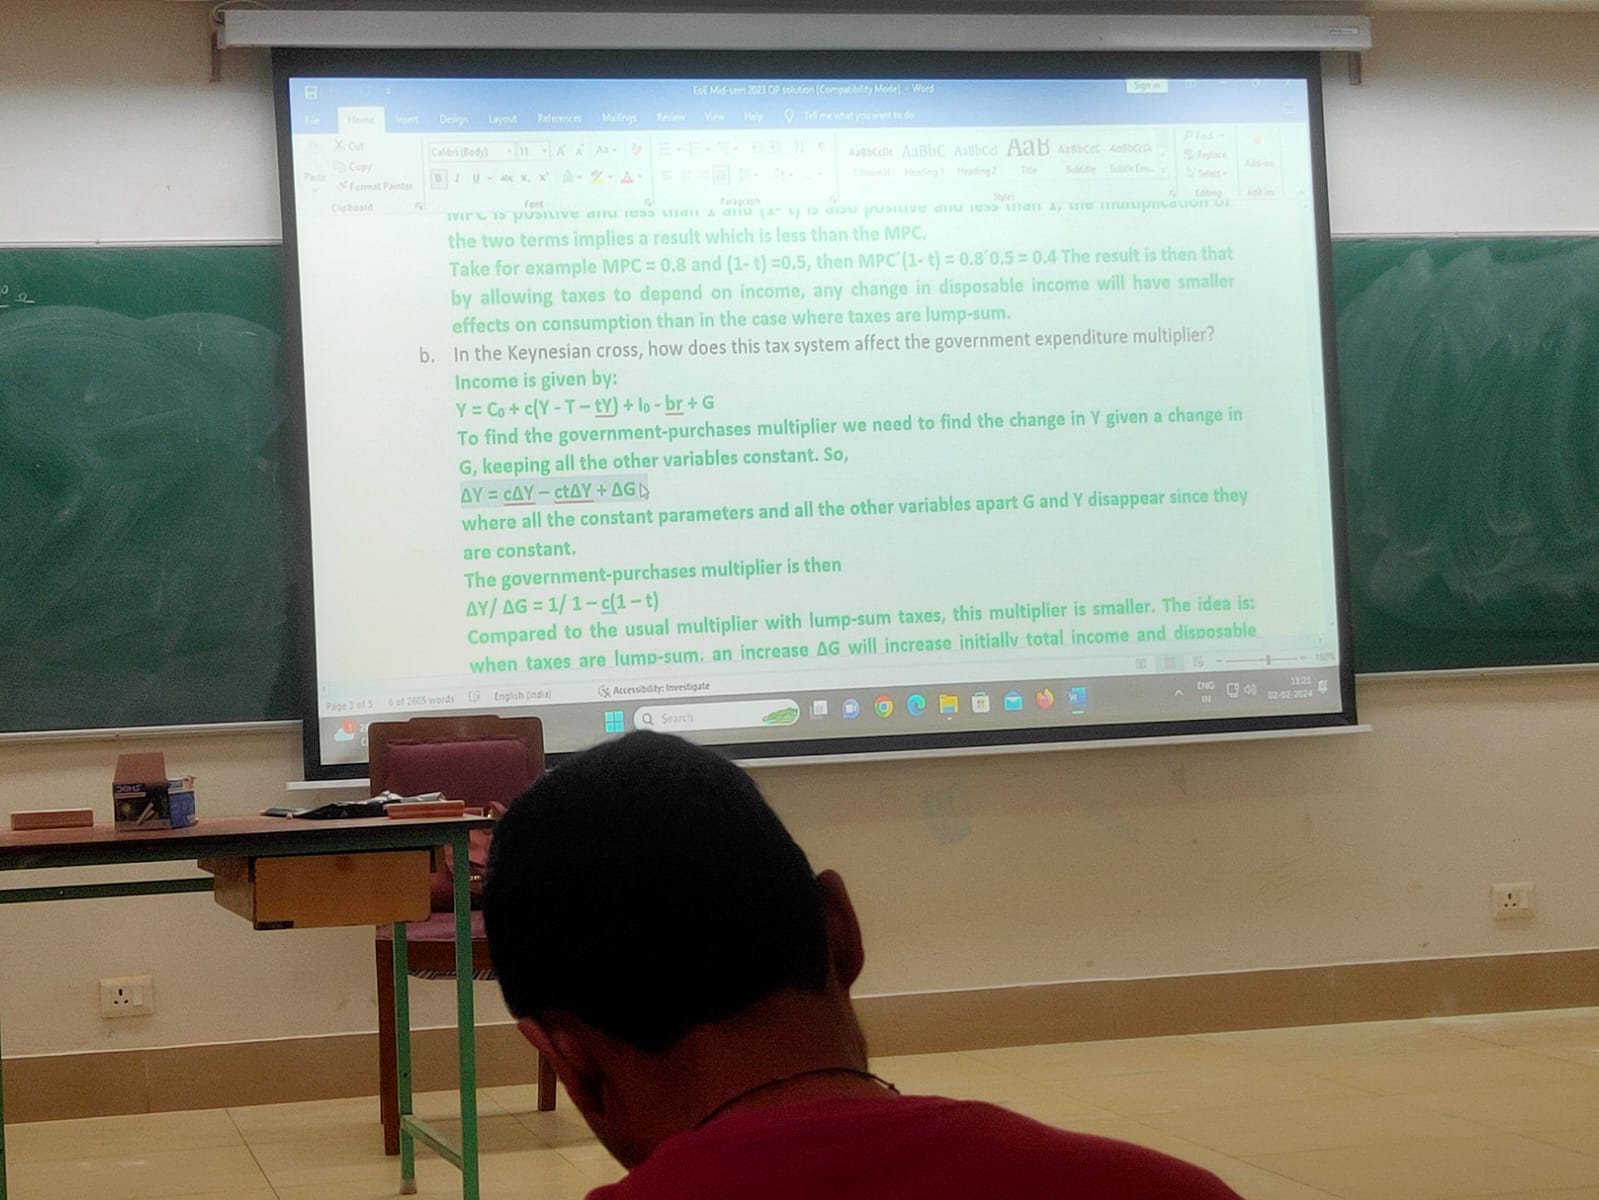 EoE Mid-sem 2023 QP solution [Compatibility Mode] - Word
Sign in
File Home Insert Design Layout References Mailings Review View Help Tell me what you want to do
Cut
Copy
Format Painter
Paste
Clipboard
Calibri (Body) 11
Font
Paragraph
AaBbCcDc AaBbC AaBbCcI AaB AaBbCcC AaBbCcDc
Normal Heading 1 Heading 2 Title Subtitle Subtle Em...
Styles
Find
Replace
Select
Editing
Add-ins
Add-ins
MPC is positive and less than 1 and (1- t) is also positive and less than 1, the multiplication of
the two terms implies a result which is less than the MPC.
Take for example MPC = 0.8 and (1- t) =0.5, then MPC´(1- t) = 0.8´0.5 = 0.4 The result is then that
by allowing taxes to depend on income, any change in disposable income will have smaller
effects on consumption than in the case where taxes are lump-sum.
b. In the Keynesian cross, how does this tax system affect the government expenditure multiplier?
Income is given by:
Y = C₀ + c(Y - T – tY) + I₀ - br + G
To find the government-purchases multiplier we need to find the change in Y given a change in
G, keeping all the other variables constant. So,
ΔY = cΔY – ctΔY + ΔG
where all the constant parameters and all the other variables apart G and Y disappear since they
are constant.
The government-purchases multiplier is then
ΔY/ ΔG = 1/ 1 – c(1 – t)
Compared to the usual multiplier with lump-sum taxes, this multiplier is smaller. The idea is:
when taxes are lump-sum, an increase ΔG will increase initially total income and disposable
Page 3 of 5 6 of 2605 words English (India) Accessibility: Investigate 100%
Search
ENG
IN
11:21
02-02-2024